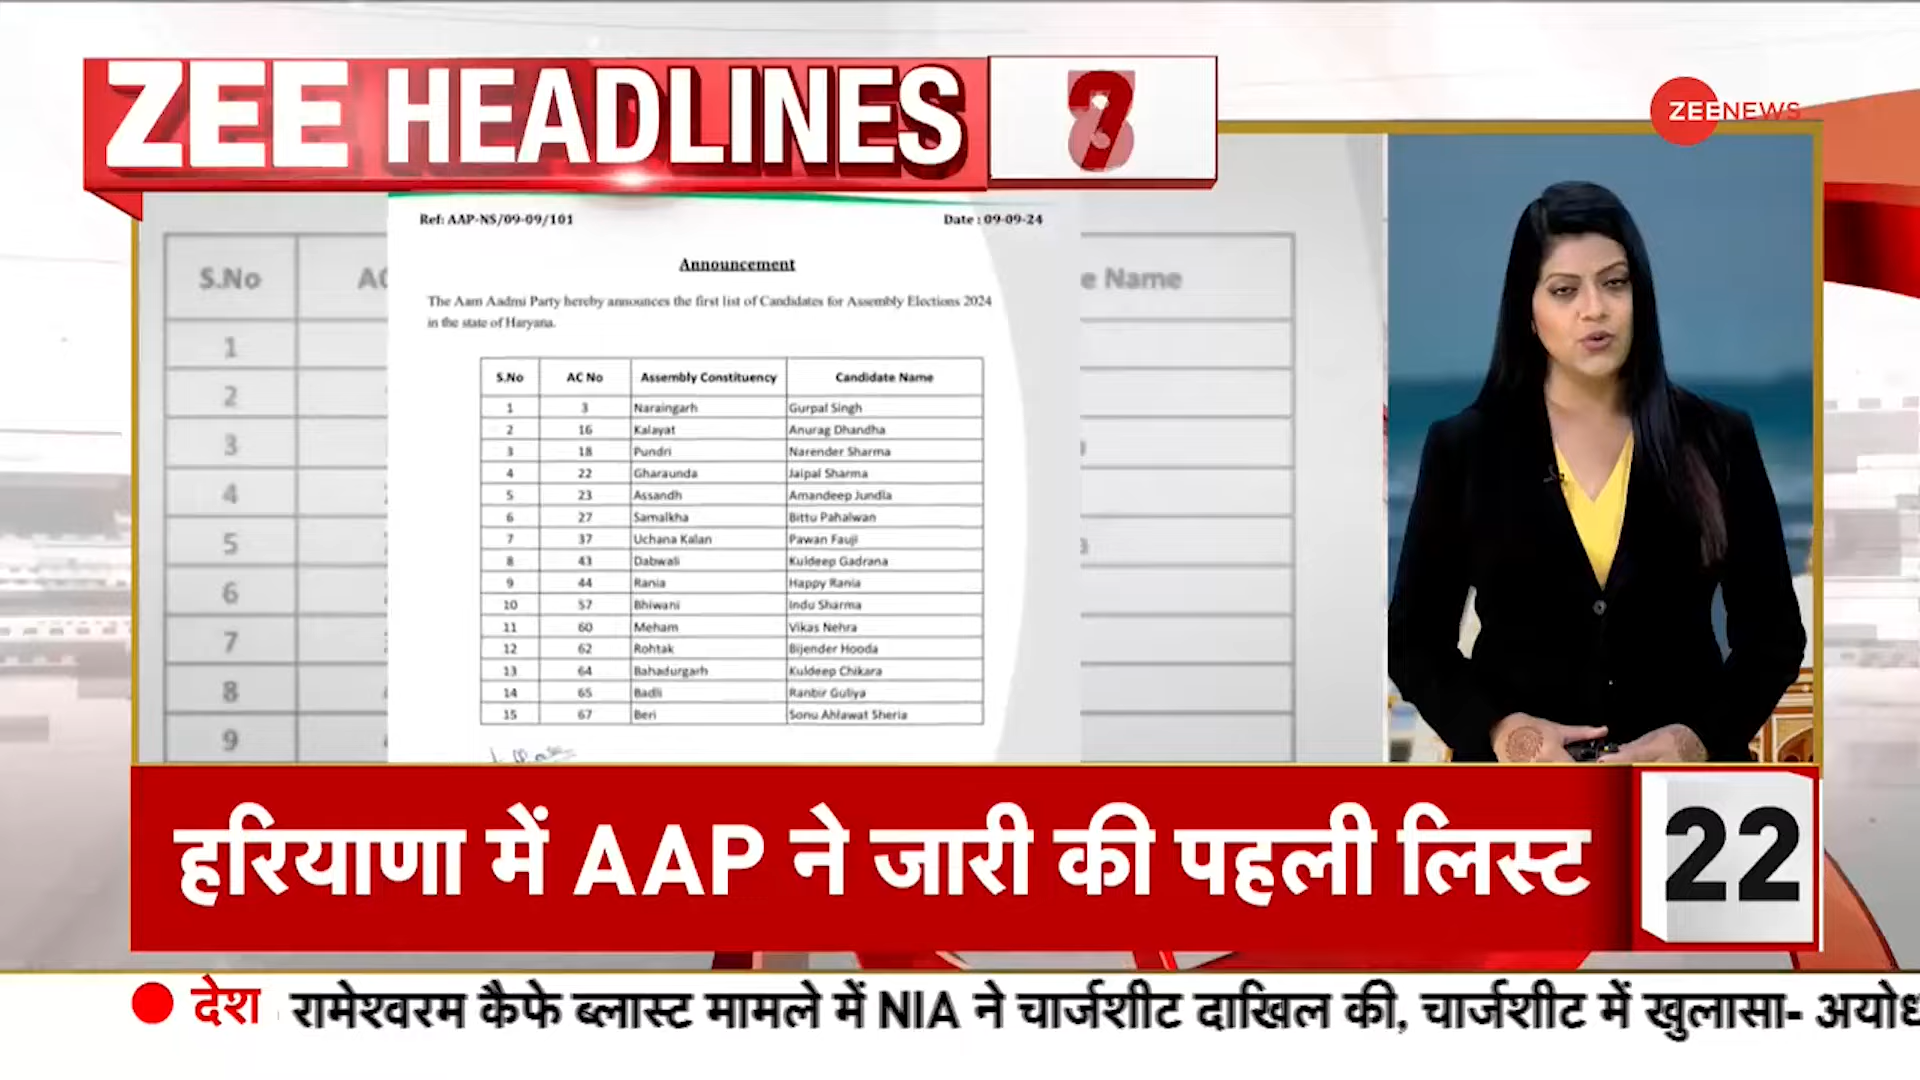 ZEE HEADLINES
ZEENEWS
S.No
e Name
1
2
3
4
5
6
7
8
9
Ref: AAP-NS/09-09/101 Date : 09-09-24
Announcement
The Aam Aadmi Party hereby announces the first list of Candidates for Assembly Elections 2024
in the state of Haryana.
S.No AC No Assembly Constituency Candidate Name
1 3 Naraingarh Gurpal Singh
2 16 Kalayat Anurag Dhandha
3 18 Pundri Narender Sharma
4 22 Gharaunda Jaipal Sharma
5 23 Assandh Amandeep Jundla
6 27 Samalkha Bittu Pahalwan
7 37 Uchana Kalan Pawan Fauji
8 43 Dabwali Kuldeep Gadrana
9 44 Rania Happy Rania
10 57 Bhiwani Indu Sharma
11 60 Meham Vikas Nehra
12 62 Rohtak Bijender Hooda
13 64 Bahadurgarh Kuldeep Chikara
14 65 Badli Ranbir Guliya
15 67 Beri Sonu Ahlawat Sheria
हरियाणा में AAP ने जारी की पहली लिस्ट 22
देश रामेश्वरम कैफे ब्लास्ट मामले में NIA ने चार्जशीट दाखिल की, चार्जशीट में खुलासा-